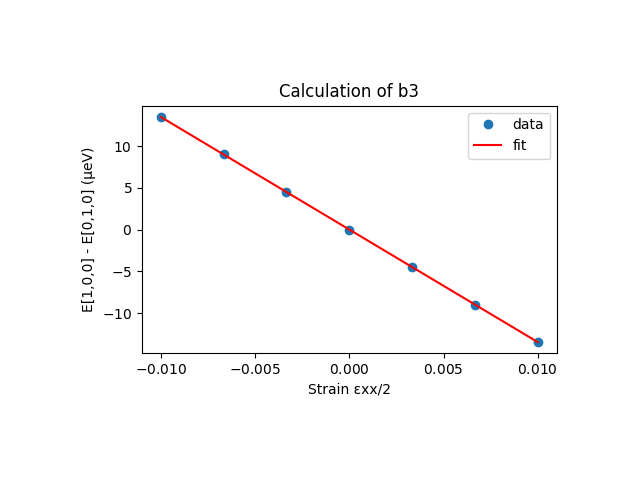 Calculation of b3
E[1,0,0] - E[0,1,0] (μeV)
10
5
0
−5
−10
data
fit
−0.010
−0.005
0.000
0.005
0.010
Strain εxx/2